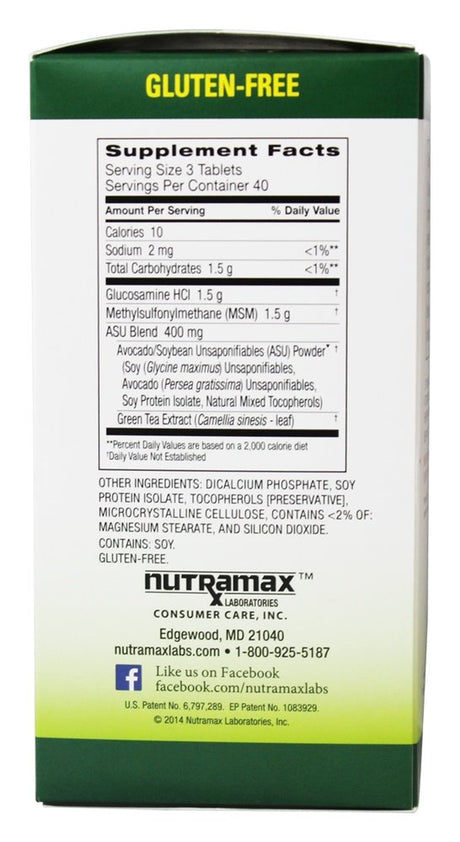 GLUTEN-FREE
Supplement Facts
Serving Size 3 Tablets
Servings Per Container 40
Amount Per Serving % Daily Value
Calories 10
Sodium 2 mg <1%**
Total Carbohydrates 1.5 g <1%**
Glucosamine HCl 1.5 g †
Methylsulfonylmethane (MSM) 1.5 g †
ASU Blend 400 mg
Avocado/Soybean Unsaponifiables (ASU) Powder▼ †
(Soy (Glycine maximus) Unsaponifiables,
Avocado (Persea gratissima) Unsaponifiables,
Soy Protein Isolate, Natural Mixed Tocopherols)
Green Tea Extract (Camellia sinesis - leaf) †
**Percent Daily Values are based on a 2,000 calorie diet
†Daily Value Not Established
OTHER INGREDIENTS: DICALCIUM PHOSPHATE, SOY
PROTEIN ISOLATE, TOCOPHEROLS [PRESERVATIVE],
MICROCRYSTALLINE CELLULOSE, CONTAINS <2% OF:
MAGNESIUM STEARATE, AND SILICON DIOXIDE.
CONTAINS: SOY.
GLUTEN-FREE.
nutramax™
LABORATORIES
CONSUMER CARE, INC.
Edgewood, MD 21040
nutramaxlabs.com • 1-800-925-5187
f Like us on Facebook
facebook.com/nutramaxlabs
U.S. Patent No. 6,797,289. EP Patent No. 1083929.
© 2014 Nutramax Laboratories, Inc.